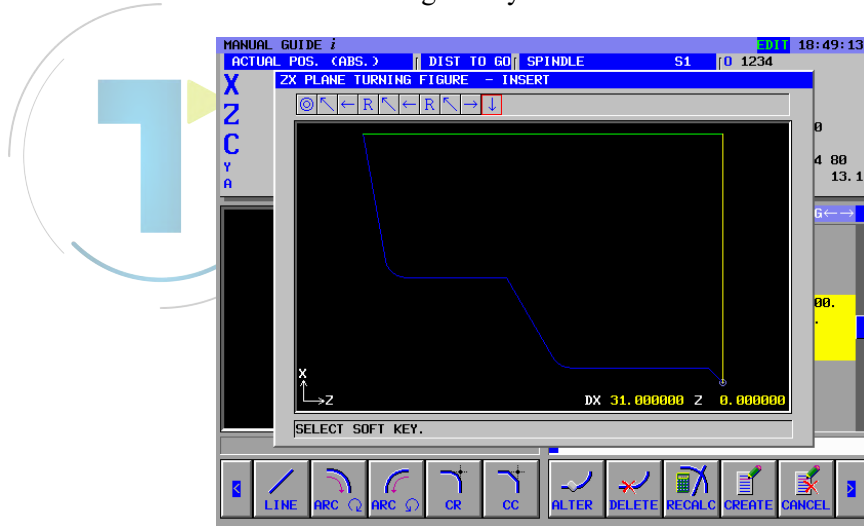 MANUAL GUIDE i EDIT 18:49:13
ACTUAL POS. (ABS.) DIST TO GO SPINDLE S1 O 1234
ZX PLANE TURNING FIGURE - INSERT
X
Z
C
Y
A
R R
0
4 80
13.1
G←→
00.
X
Z
DX 31.000000 Z 0.000000
SELECT SOFT KEY.
LINE ARC ARC CR CC ALTER DELETE RECALC CREATE CANCEL